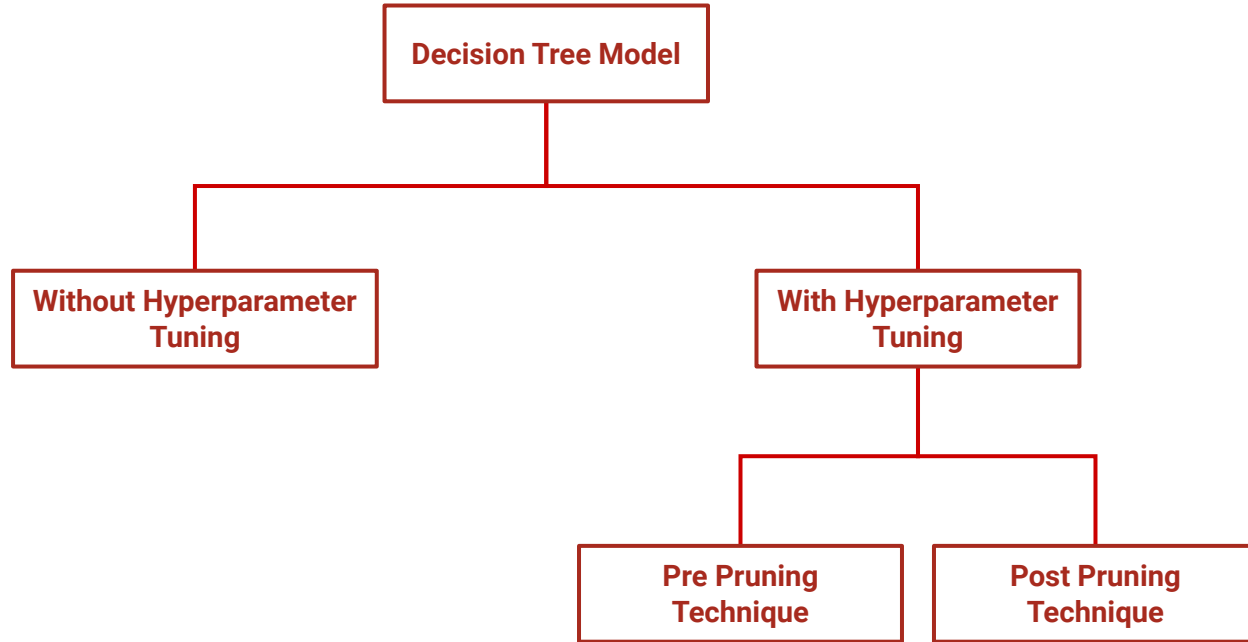 Decision Tree Model
Without Hyperparameter
Tuning
With Hyperparameter
Tuning
Pre Pruning
Technique
Post Pruning
Technique